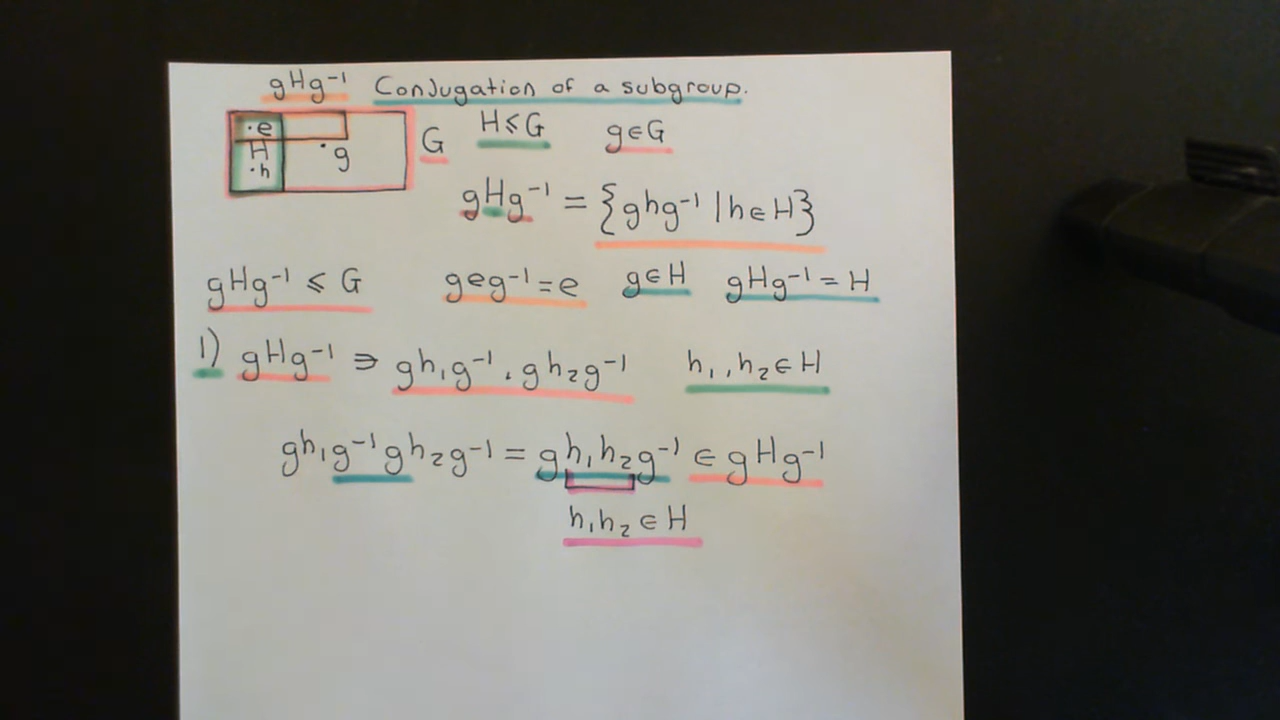 gHg⁻¹ Conjugation of a subgroup.
·e
H
·h
·g
G H≤G g∈G
gHg⁻¹ = {ghg⁻¹ | h∈H}
gHg⁻¹ ≤ G geg⁻¹=e g∈H gHg⁻¹=H
1) gHg⁻¹ ∋ gh₁g⁻¹ . gh₂g⁻¹ h₁,h₂∈H
gh₁g⁻¹gh₂g⁻¹ = gh₁h₂g⁻¹ ∈ gHg⁻¹
h₁h₂∈H